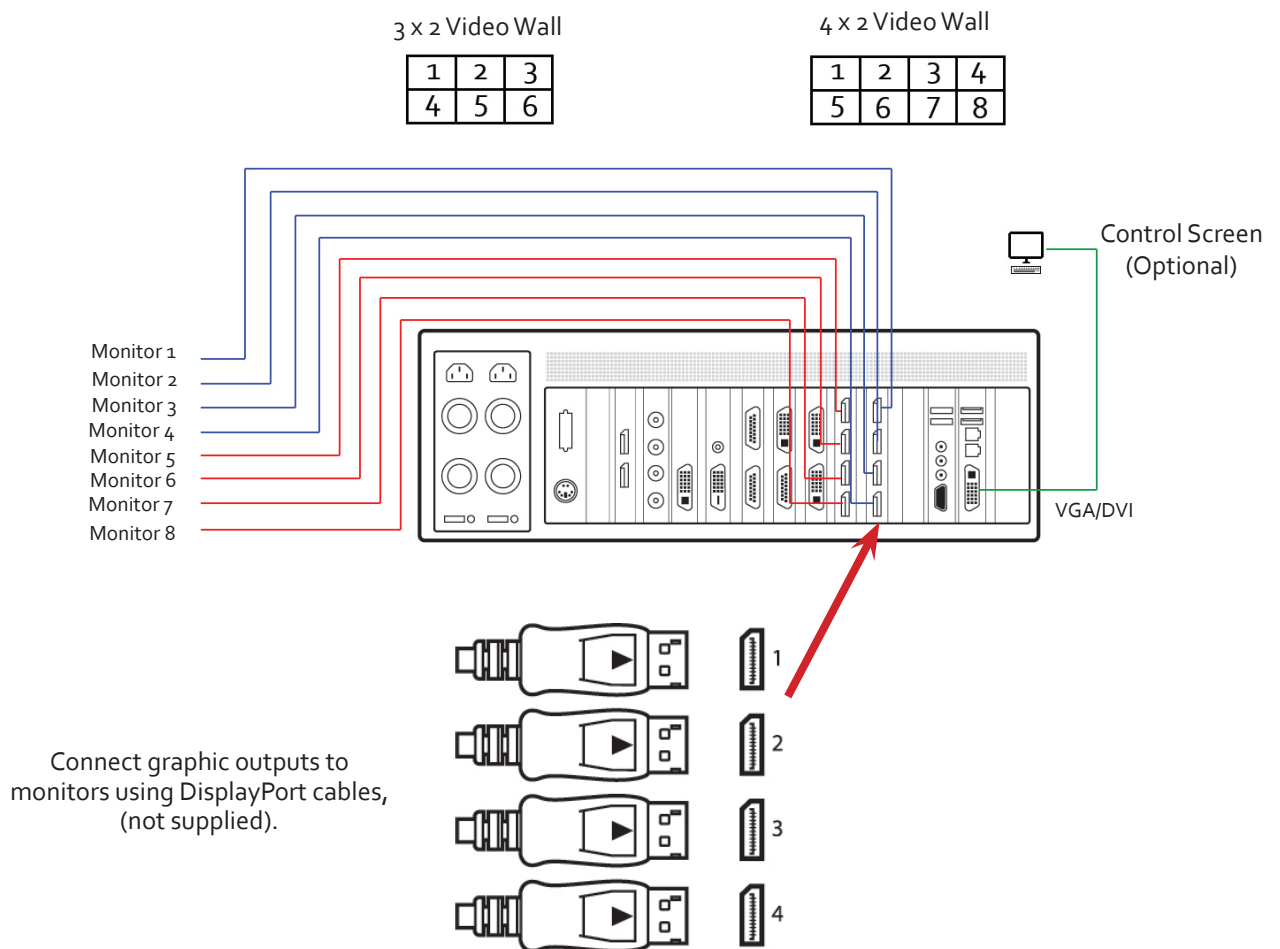 3 x 2 Video Wall
4 x 2 Video Wall
1 2 3
4 5 6
1 2 3 4
5 6 7 8
Control Screen
(Optional)
Monitor 1
Monitor 2
Monitor 3
Monitor 4
Monitor 5
Monitor 6
Monitor 7
Monitor 8
VGA/DVI
1
2
3
4
Connect graphic outputs to
monitors using DisplayPort cables,
(not supplied).